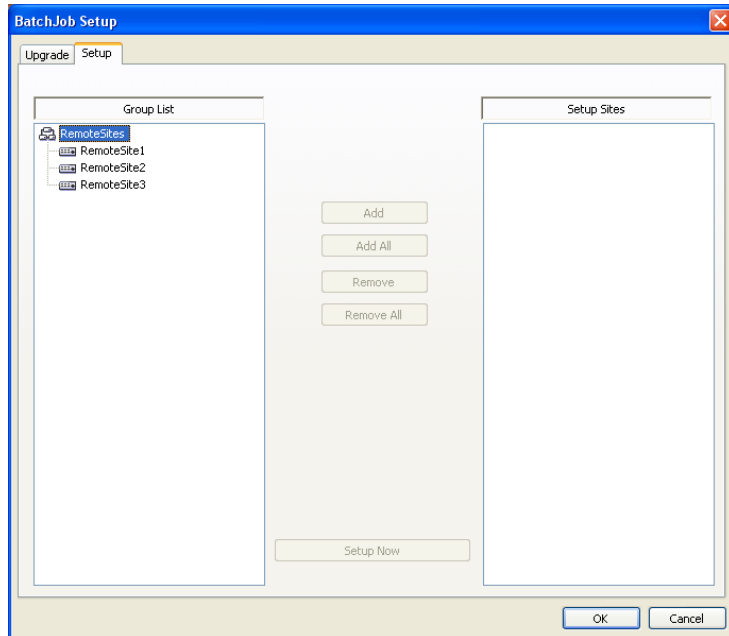 BatchJob Setup
Upgrade Setup
Group List
Setup Sites
RemoteSites
RemoteSite1
RemoteSite2
RemoteSite3
Add
Add All
Remove
Remove All
Setup Now
OK Cancel